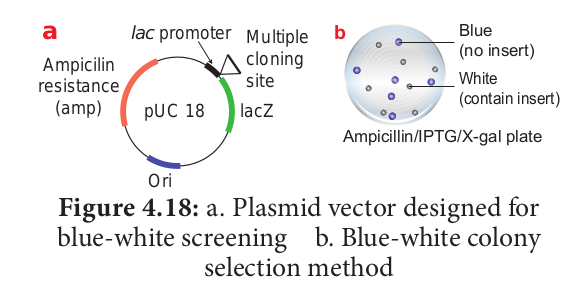 a
lac promoter
Multiple
cloning
site
Ampicilin
resistance
(amp)
pUC 18
lacZ
Ori
b
Blue
(no insert)
White
(contain insert)
Ampicillin/IPTG/X-gal plate
Figure 4.18: a. Plasmid vector designed for
blue-white screening b. Blue-white colony
selection method